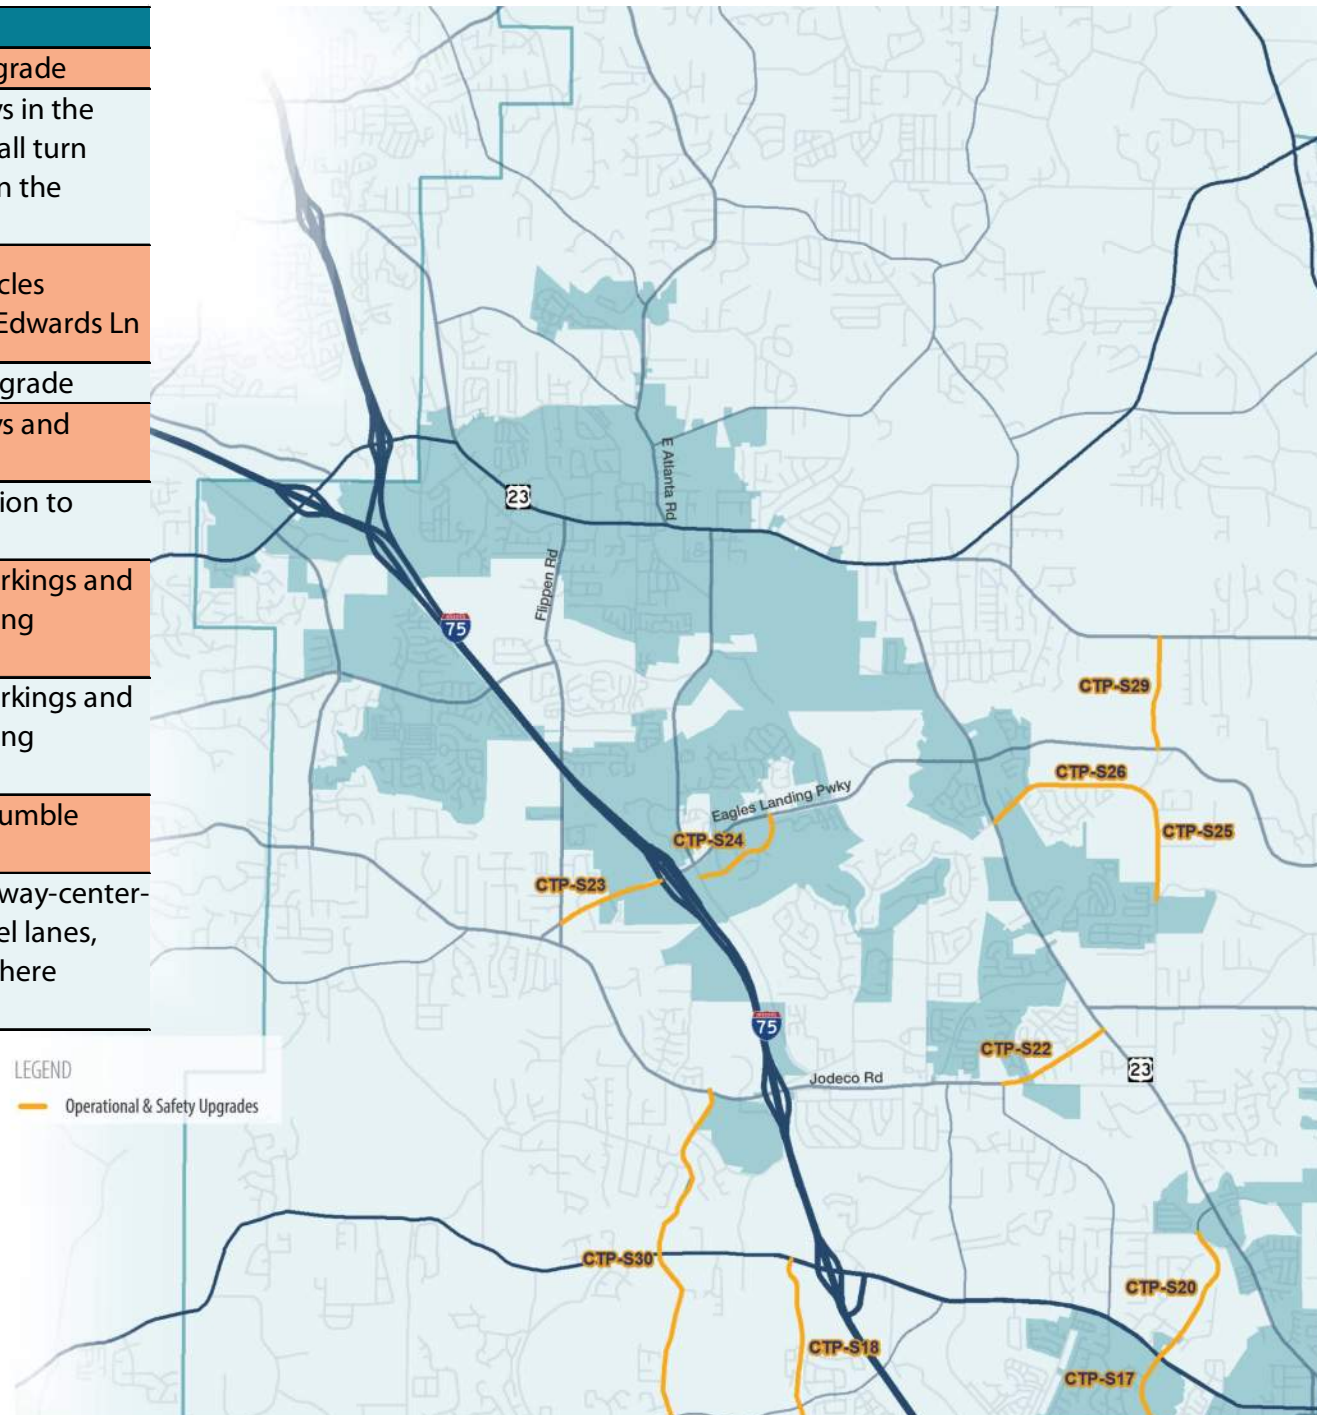 grade
s in the
all turn
n the
cles
Edwards Ln
grade
s and
ion to
rkings and
ng
rkings and
ng
umble
way-center-
el lanes,
here
LEGEND
Operational & Safety Upgrades
23
E Atlanta Rd
Flippen Rd
75
CTP-S29
CTP-S26
Eagles Landing Pwky
CTP-S24
CTP-S25
CTP-S23
75
CTP-S22
23
Jodeco Rd
CTP-S30
CTP-S20
CTP-S18
CTP-S17